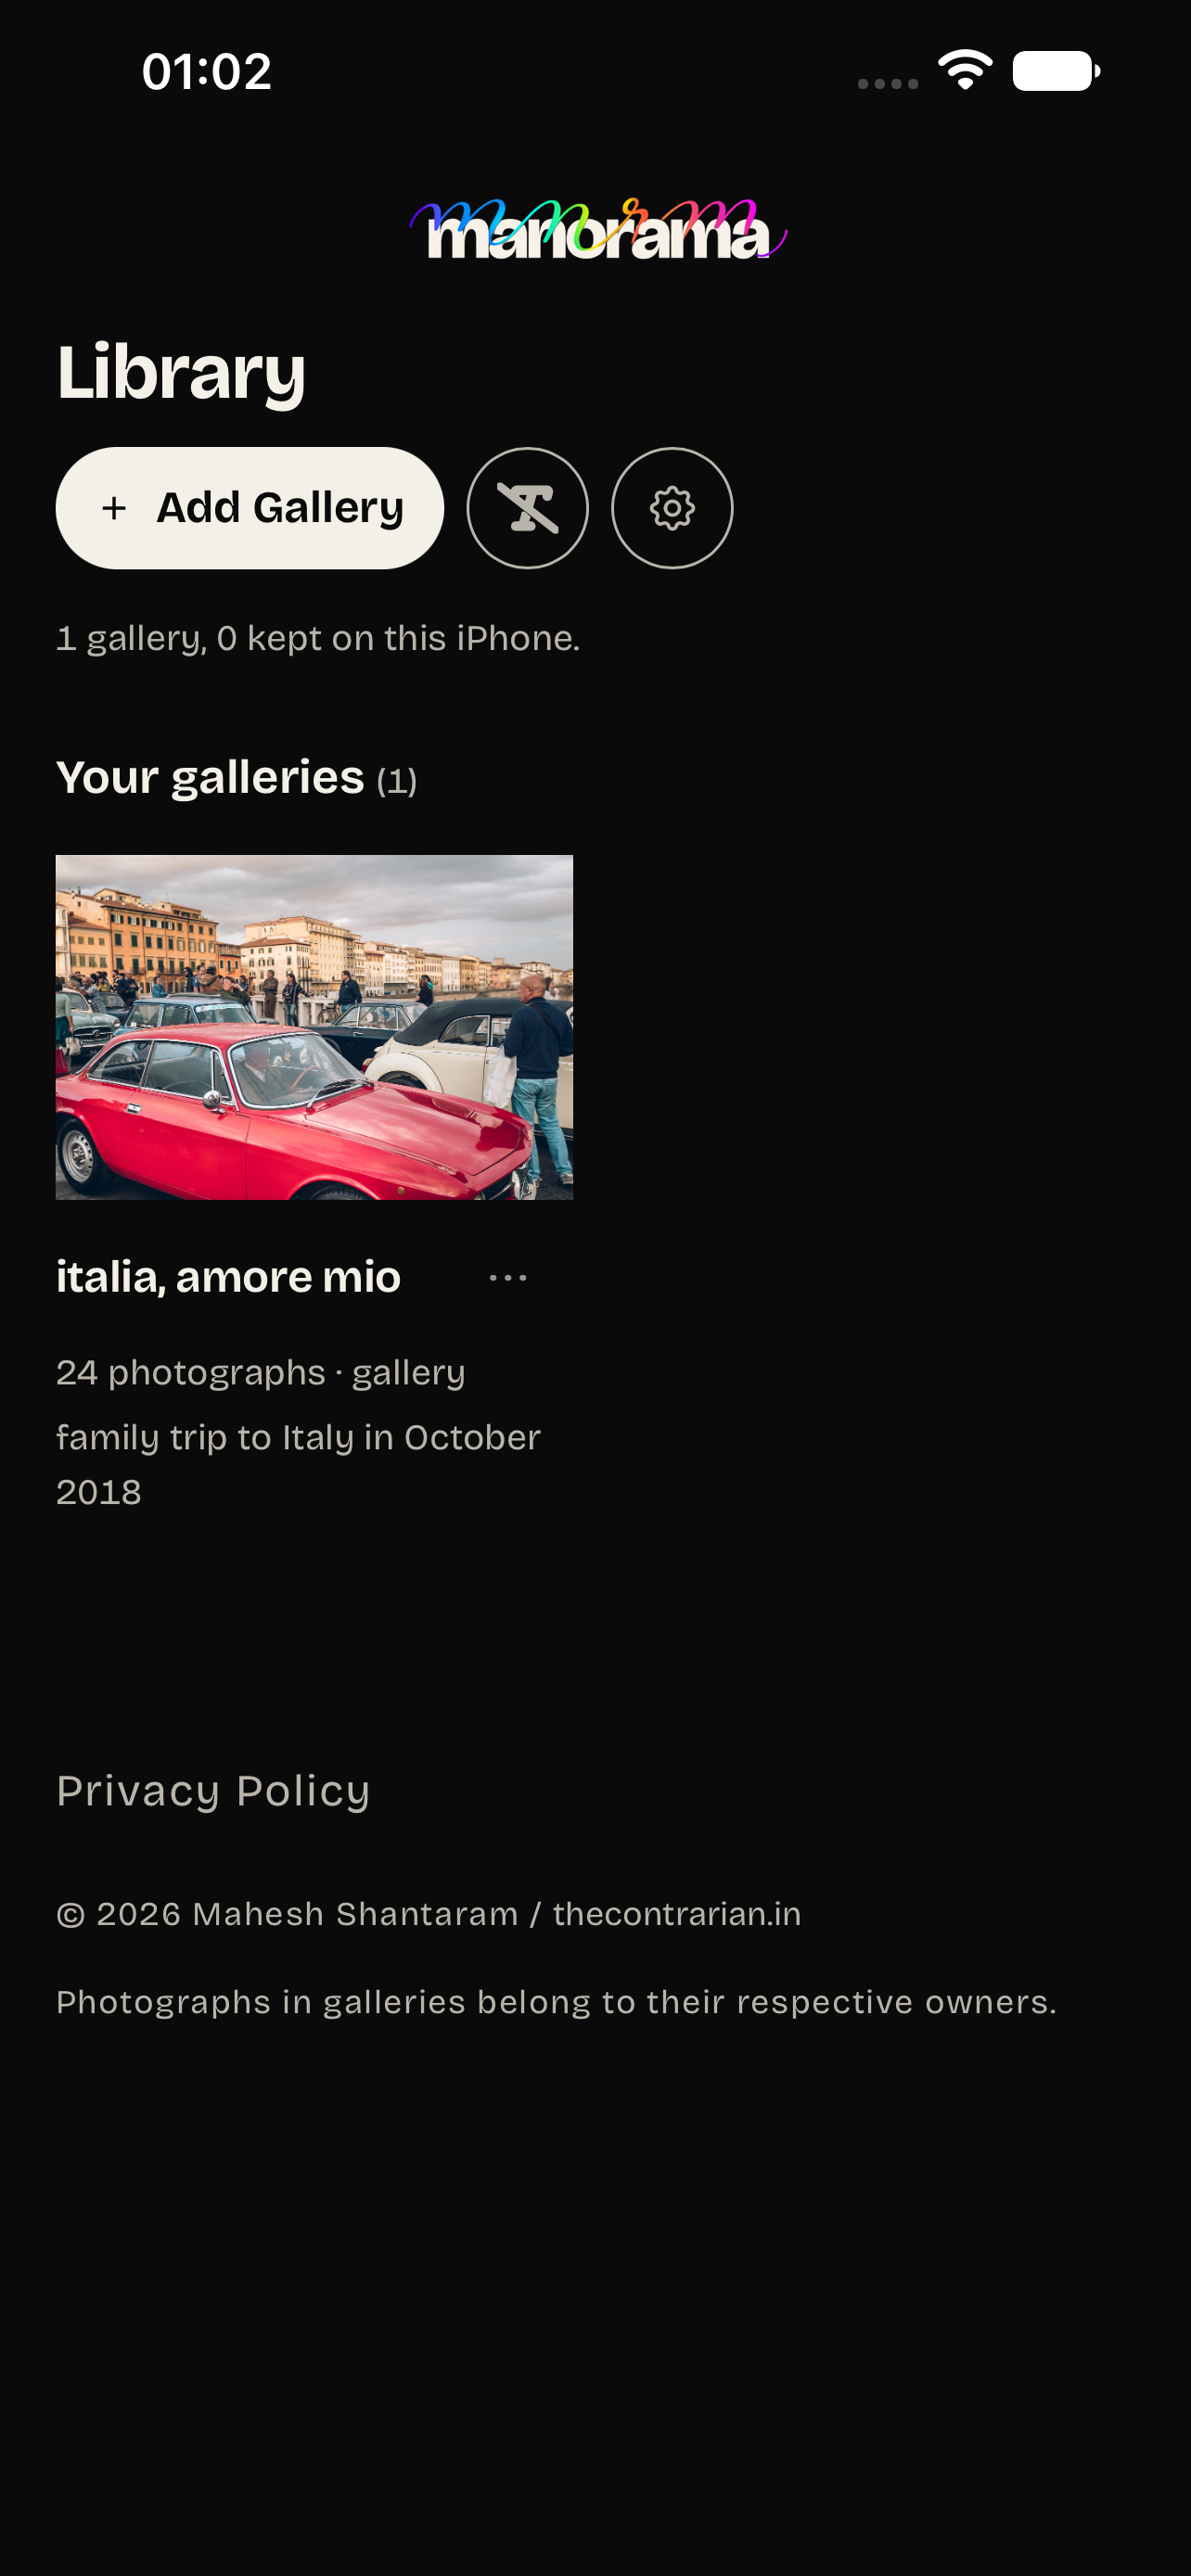 01:02
manorama
mnrm
Library
+ Add Gallery
1 gallery, 0 kept on this iPhone.
Your galleries (1)
italia, amore mio ...
24 photographs · gallery
family trip to Italy in October
2018
Privacy Policy
© 2026 Mahesh Shantaram / thecontrarian.in
Photographs in galleries belong to their respective owners.